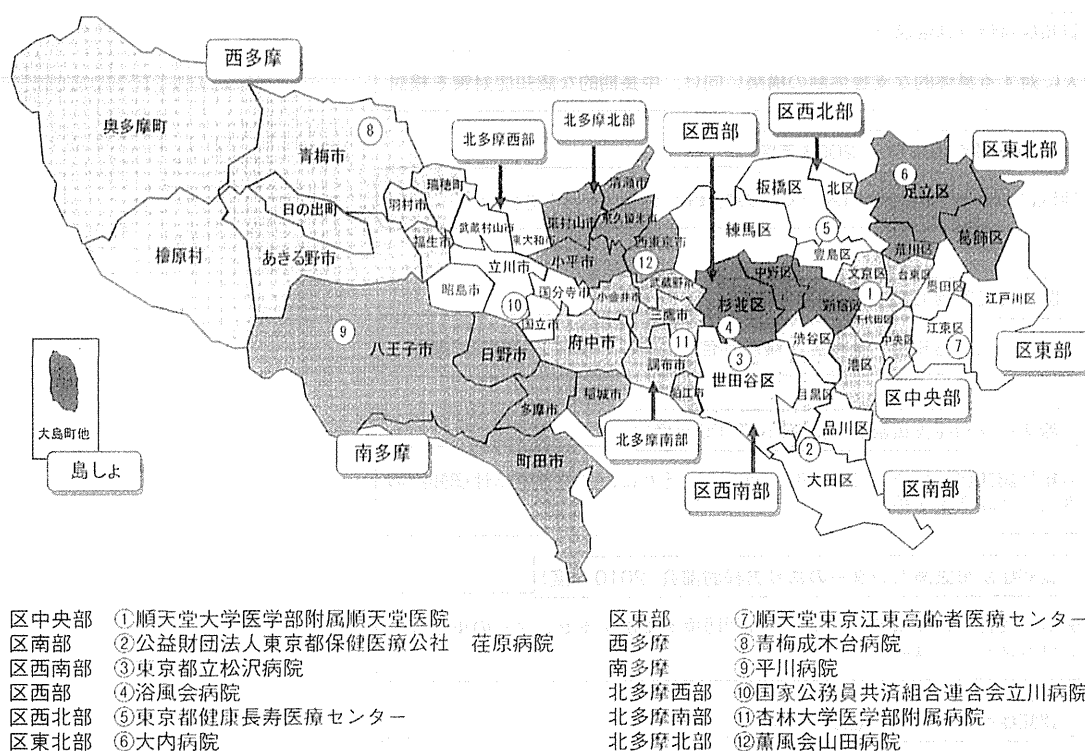 西多摩
奥多摩町
⑧
青梅市
北多摩西部
北多摩北部
区西部
区西北部
区東北部
瑞穂町
羽村市
日の出町
福生市
武蔵村山市
東大和市
清瀬市
東村山市
東久留米市
小平市
西東京市
⑫
板橋区
北区
練馬区
⑤
豊島区
⑥
足立区
荒川区
葛飾区
檜原村
あきる野市
立川市
昭島市
⑩
国分寺市
国立市
小金井市
武蔵野市
三鷹市
中野区
杉並区
④
新宿区
文京区
①
台東区
墨田区
江戸川区
千代田区
⑨
八王子市
日野市
府中市
⑪
調布市
狛江市
③
世田谷区
渋谷区
港区
中央区
江東区
⑦
区東部
区中央部
目黒区
品川区
②
大田区
区南部
区西南部
多摩市
稲城市
北多摩南部
南多摩
町田市
大島町他
島しょ
区中央部 ①順天堂大学医学部附属順天堂医院
区南部 ②公益財団法人東京都保健医療公社 荏原病院
区西南部 ③東京都立松沢病院
区西部 ④浴風会病院
区西北部 ⑤東京都健康長寿医療センター
区東北部 ⑥大内病院
区東部 ⑦順天堂東京江東高齢者医療センター
西多摩 ⑧青梅成木台病院
南多摩 ⑨平川病院
北多摩西部 ⑩国家公務員共済組合連合会立川病院
北多摩南部 ⑪杏林大学医学部附属病院
北多摩北部 ⑫薫風会山田病院